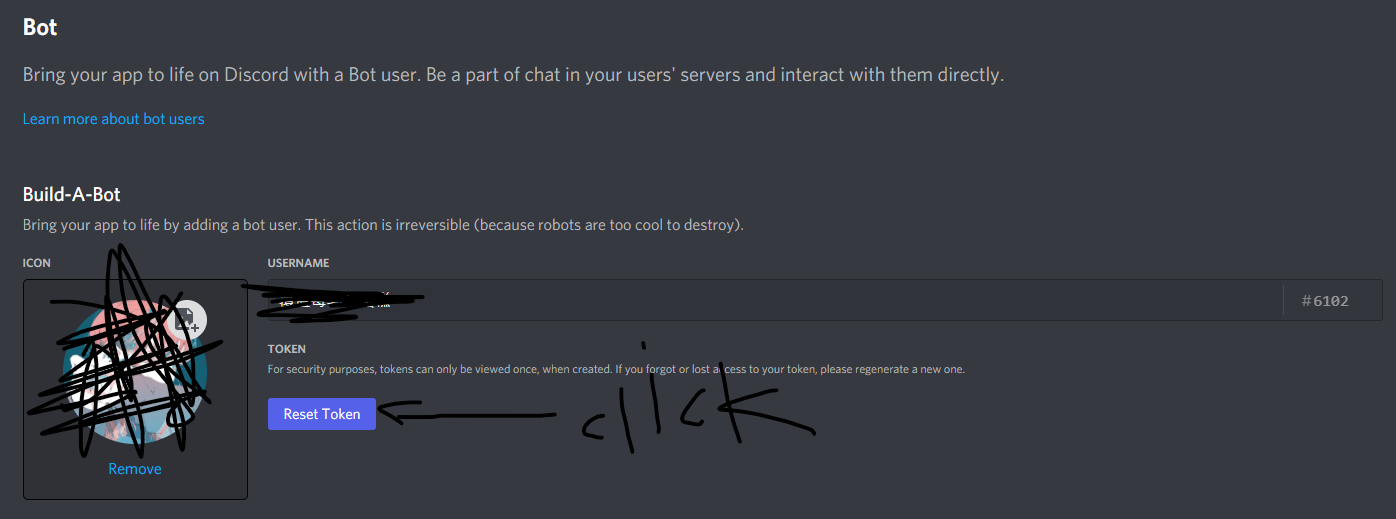 Bot
Bring your app to life on Discord with a Bot user. Be a part of chat in your users' servers and interact with them directly.
Learn more about bot users
Build-A-Bot
Bring your app to life by adding a bot user. This action is irreversible (because robots are too cool to destroy).
ICON
USERNAME
#6102
TOKEN
For security purposes, tokens can only be viewed once, when created. If you forgot or lost access to your token, please regenerate a new one.
Reset Token
click
Remove